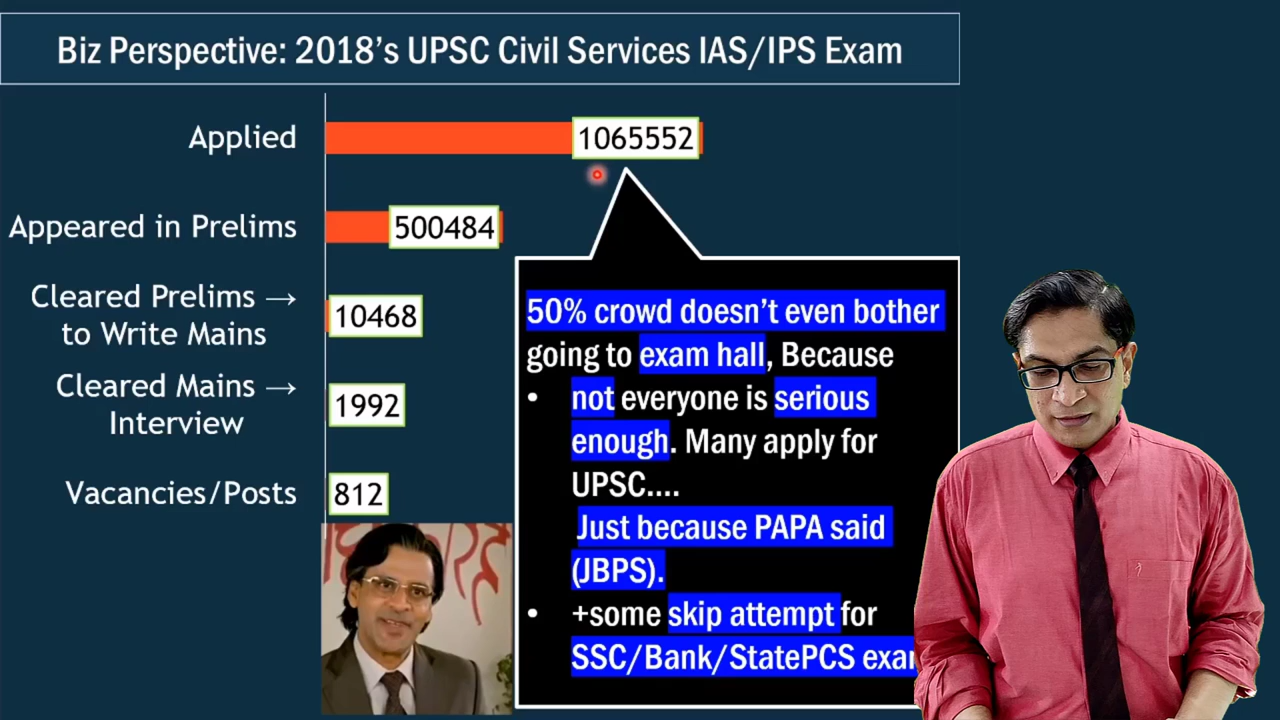 Biz Perspective: 2018’s UPSC Civil Services IAS/IPS Exam
Applied
1065552
Appeared in Prelims
500484
Cleared Prelims →
to Write Mains
10468
Cleared Mains →
Interview
1992
Vacancies/Posts
812
50% crowd doesn’t even bother
going to exam hall, Because
• not everyone is serious
enough. Many apply for
UPSC....
Just because PAPA said
(JBPS).
• +some skip attempt for
SSC/Bank/StatePCS